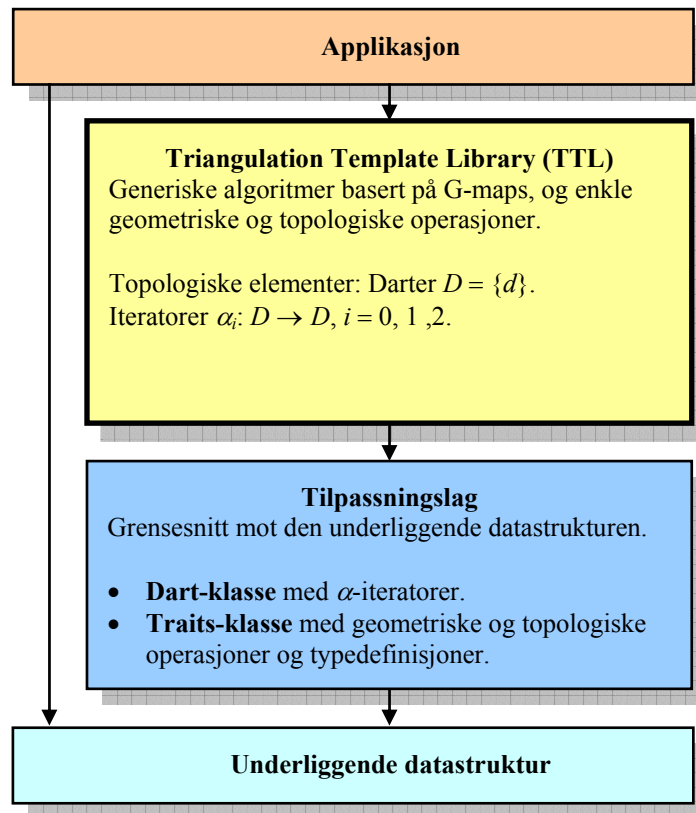 Applikasjon
Triangulation Template Library (TTL)
Generiske algoritmer basert på G-maps, og enkle
geometriske og topologiske operasjoner.
Topologiske elementer: Darter D = {d}.
Iteratorer αi: D → D, i = 0, 1 ,2.
Tilpassningslag
Grensesnitt mot den underliggende datastrukturen.
• Dart-klasse med α-iteratorer.
• Traits-klasse med geometriske og topologiske
operasjoner og typedefinisjoner.
Underliggende datastruktur